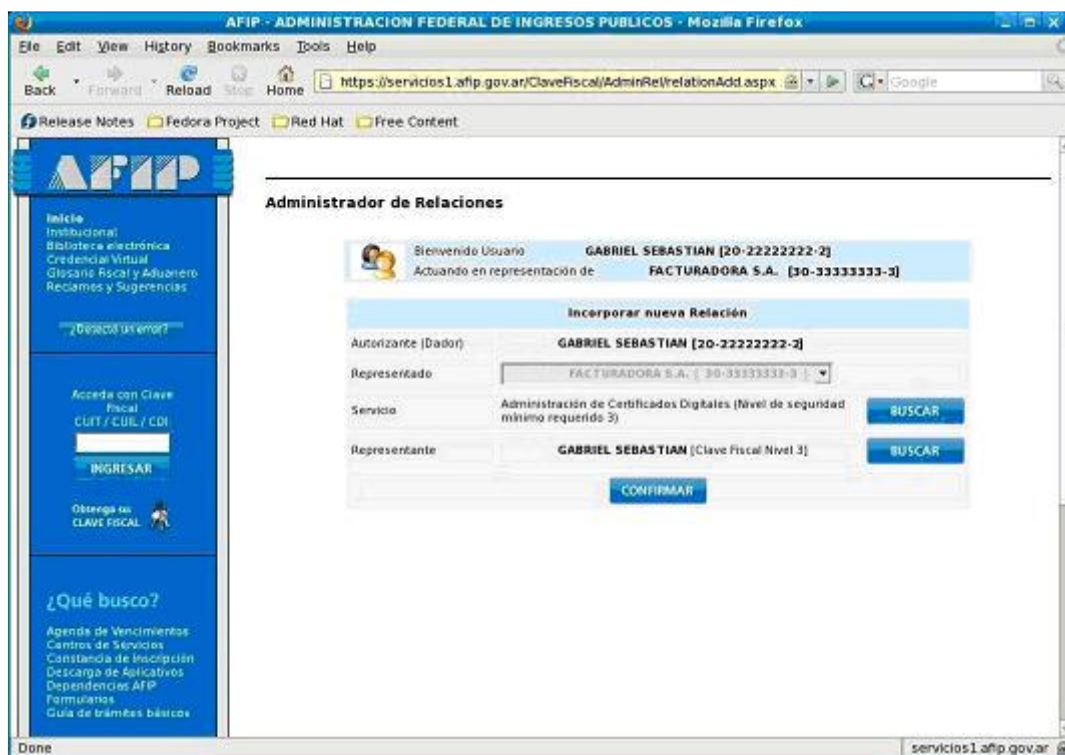 AFIP - ADMINISTRACION FEDERAL DE INGRESOS PUBLICOS - Mozilla Firefox
File Edit View History Bookmarks Tools Help
Back Forward Reload Stop Home https://servicios1.afip.gov.ar/ClaveFiscal/AdminRel/relationAdd.aspx Google
Release Notes Fedora Project Red Hat Free Content
AFIP
Inicio
Institucional
Biblioteca electrónica
Credencial Virtual
Glosario Fiscal y Aduanero
Reclamos y Sugerencias
¿Detectó un error?
Acceda con Clave
Fiscal
CUIT / CUIL / CDI
INGRESAR
Obtenga su
CLAVE FISCAL
¿Qué busco?
Agenda de Vencimientos
Centros de Servicios
Constancia de Inscripción
Descarga de Aplicativos
Dependencias AFIP
Formularios
Guía de trámites básicos
Administrador de Relaciones
Bienvenido Usuario GABRIEL SEBASTIAN [20-22222222-2]
Actuando en representación de FACTURADORA S.A. [30-33333333-3]
Incorporar nueva Relación
Autorizante (Dador) GABRIEL SEBASTIAN [20-22222222-2]
Representado FACTURADORA S.A. [ 30-33333333-3 ]
Servicio Administración de Certificados Digitales (Nivel de seguridad
mínimo requerido 3) BUSCAR
Representante GABRIEL SEBASTIAN [Clave Fiscal Nivel 3] BUSCAR
CONFIRMAR
Done servicios1.afip.gov.ar